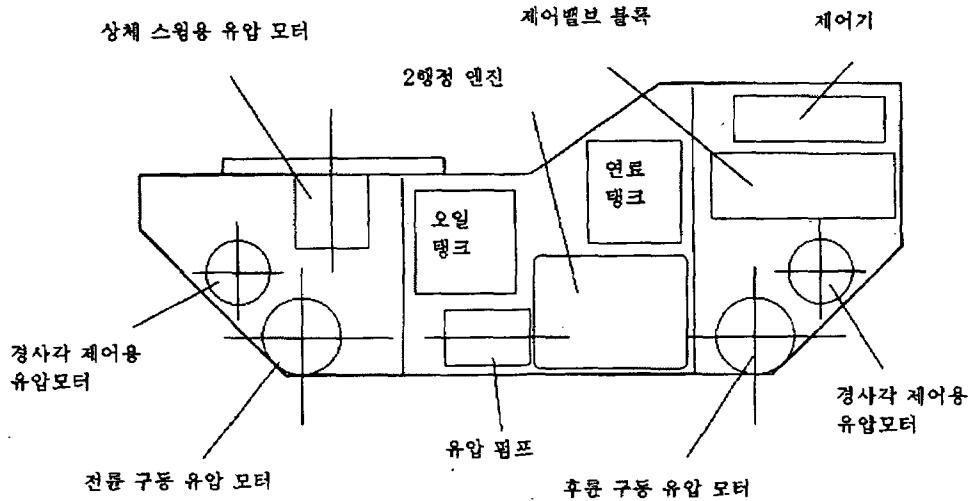 제어밸브 블록
제어기
상체 스윙용 유압 모터
2행정 엔진
연료
탱크
오일
탱크
경사각 제어용
유압모터
경사각 제어용
유압모터
유압 펌프
전륜 구동 유압 모터
후륜 구동 유압 모터